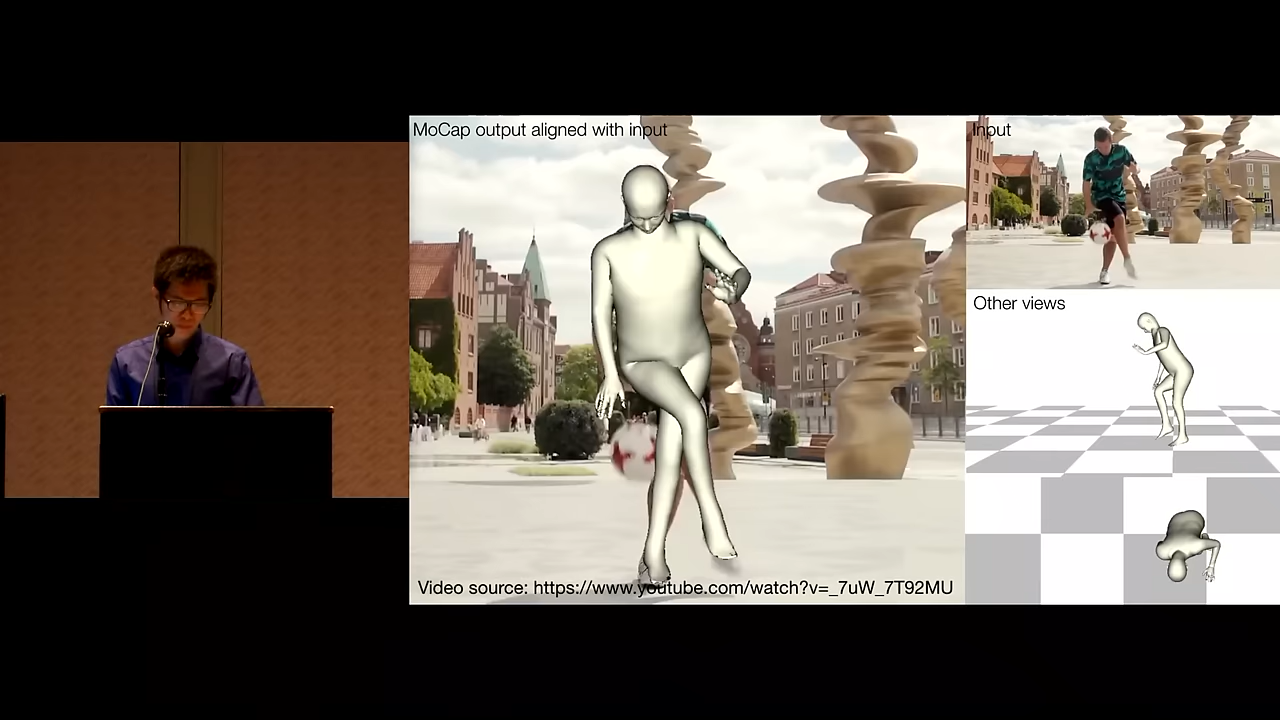 MoCap output aligned with input
Input
Other views
Video source: https://www.youtube.com/watch?v=_7uW_7T92MU